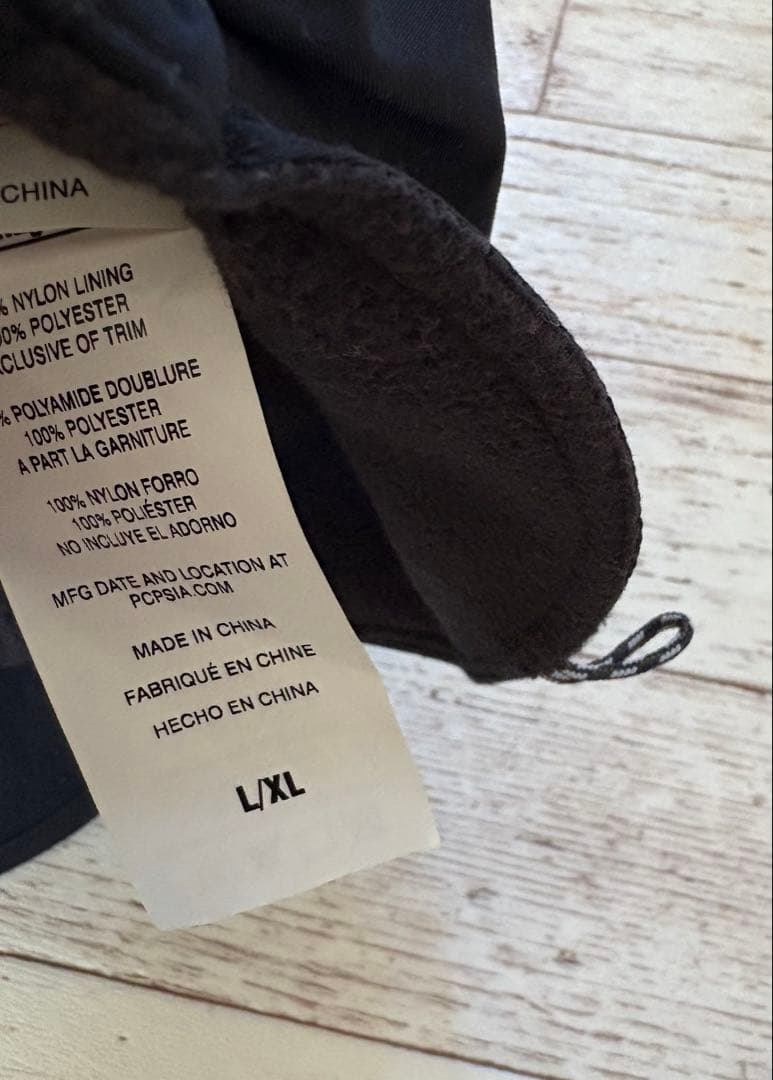 CHINA
% NYLON LINING
0% POLYESTER
CLUSIVE OF TRIM
% POLYAMIDE DOUBLURE
100% POLYESTER
A PART LA GARNITURE
100% NYLON FORRO
100% POLIÉSTER
NO INCLUYE EL ADORNO
MFG DATE AND LOCATION AT
PCPSIA.COM
MADE IN CHINA
FABRIQUÉ EN CHINE
HECHO EN CHINA
L/XL